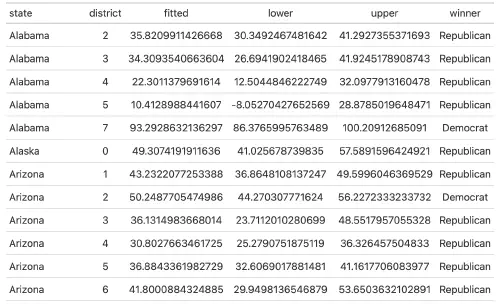 state district fitted lower upper winner
Alabama 2 35.8209911426668 30.3492467481642 41.2927355371693 Republican
Alabama 3 34.3093540663604 26.6941902418465 41.9245178908743 Republican
Alabama 4 22.3011379691614 12.5044846222749 32.0977913160478 Republican
Alabama 5 10.4128988441607 -8.05270427652569 28.8785019648471 Republican
Alabama 7 93.2928632136297 86.3765995763489 100.20912685091 Democrat
Alaska 0 49.3074191911636 41.025678739835 57.5891596424921 Republican
Arizona 1 43.2322077253388 36.8648108137247 49.5996046369529 Republican
Arizona 2 50.2487705474986 44.270307771624 56.2272333233732 Democrat
Arizona 3 36.1314983668014 23.7112012080699 48.5517957055328 Republican
Arizona 4 30.8027663461725 25.2790751875119 36.326457504833 Republican
Arizona 5 36.8843361982729 32.6069017881481 41.1617706083977 Republican
Arizona 6 41.8000884324885 29.9498136546879 53.6503632102891 Republican